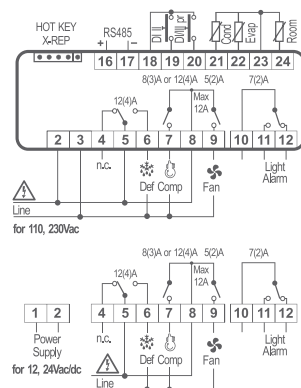 HOT KEY
X-REP
RS485
+ -
DI I
DI/II or
Cond
Evap
Room
16 17 18 19 20 21 22 23 24
12(4)A
8(3)A or 12(4)A
5(2)A
7(2)A
Max
12A
2 3 4 5 6 7 8 9 10 11 12
n.c.
Def Comp
Fan
Light
Alarm
Line
for 110, 230Vac
8(3)A or 12(4)A
5(2)A
12(4)A
Max
12A
7(2)A
1 2 4 5 6 7 8 9 10 11 12
Power
Supply
n.c.
Def Comp
Fan
Light
Alarm
for 12, 24Vac/dc
Line